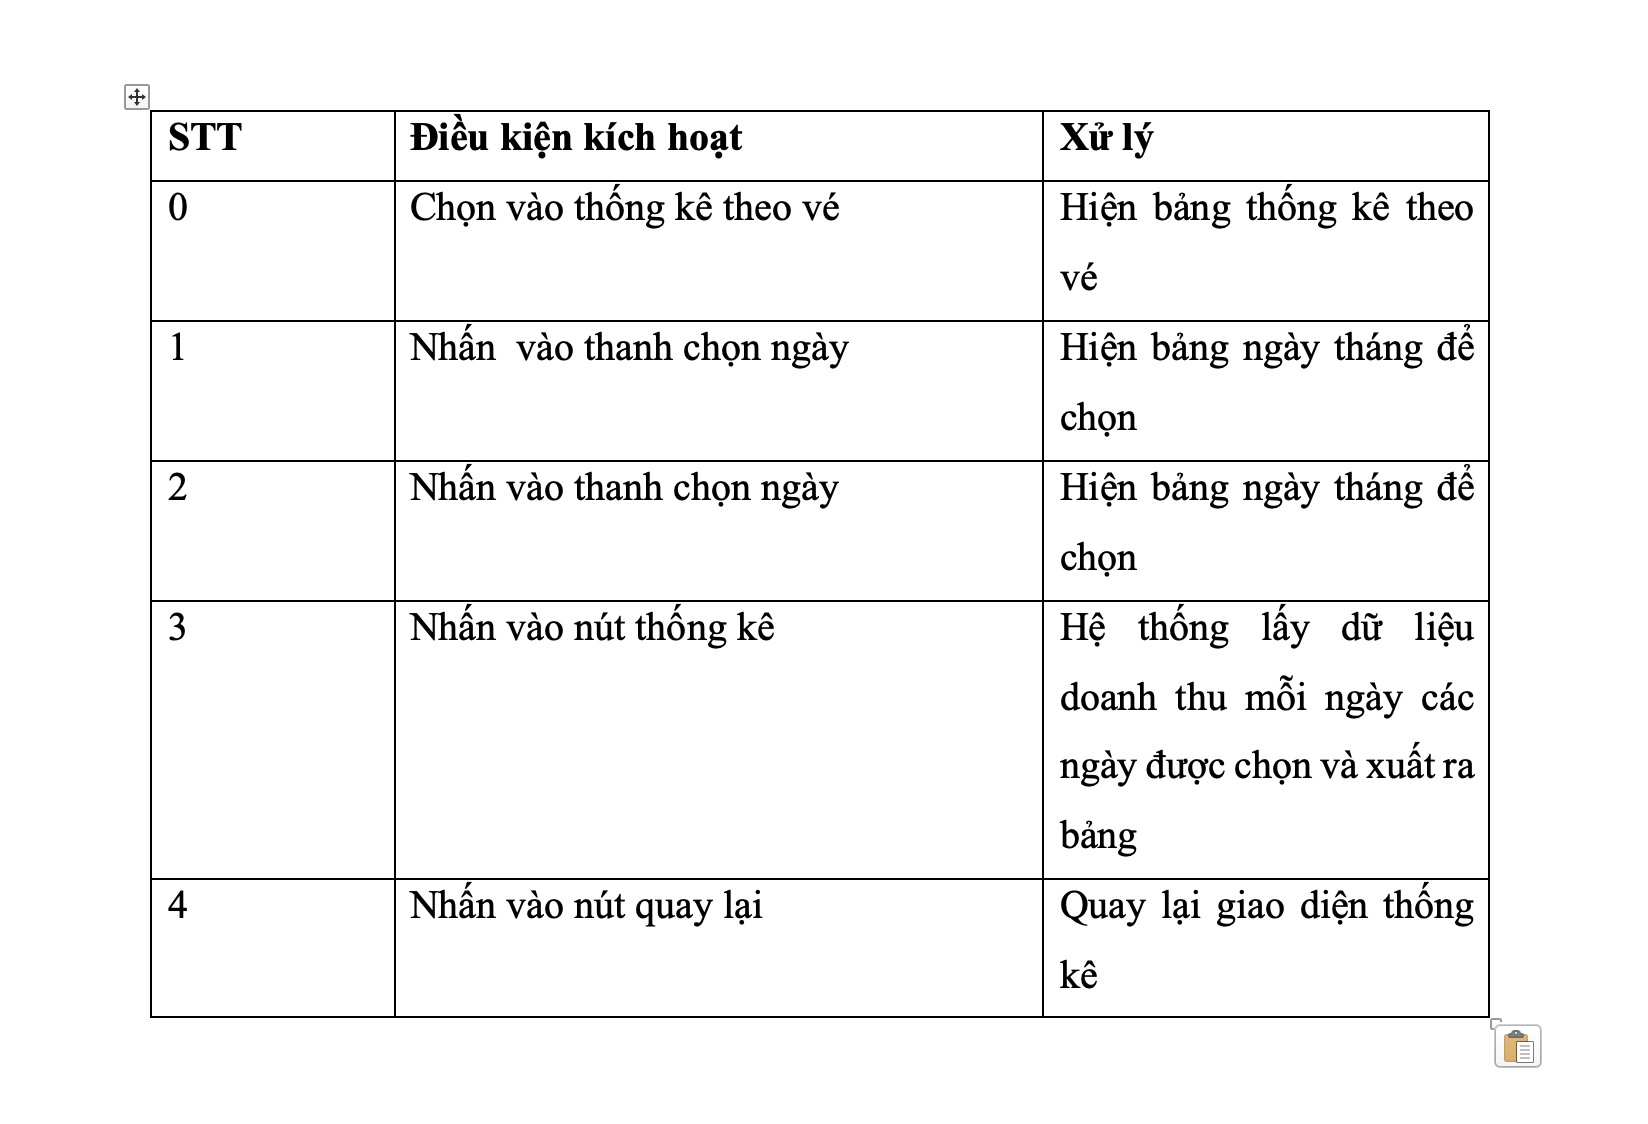 STT Điều kiện kích hoạt Xử lý
0 Chọn vào thống kê theo vé Hiện bảng thống kê theo
vé
1 Nhấn  vào thanh chọn ngày Hiện bảng ngày tháng để
chọn
2 Nhấn vào thanh chọn ngày Hiện bảng ngày tháng để
chọn
3 Nhấn vào nút thống kê Hệ thống lấy dữ liệu
doanh thu mỗi ngày các
ngày được chọn và xuất ra
bảng
4 Nhấn vào nút quay lại Quay lại giao diện thống
kê